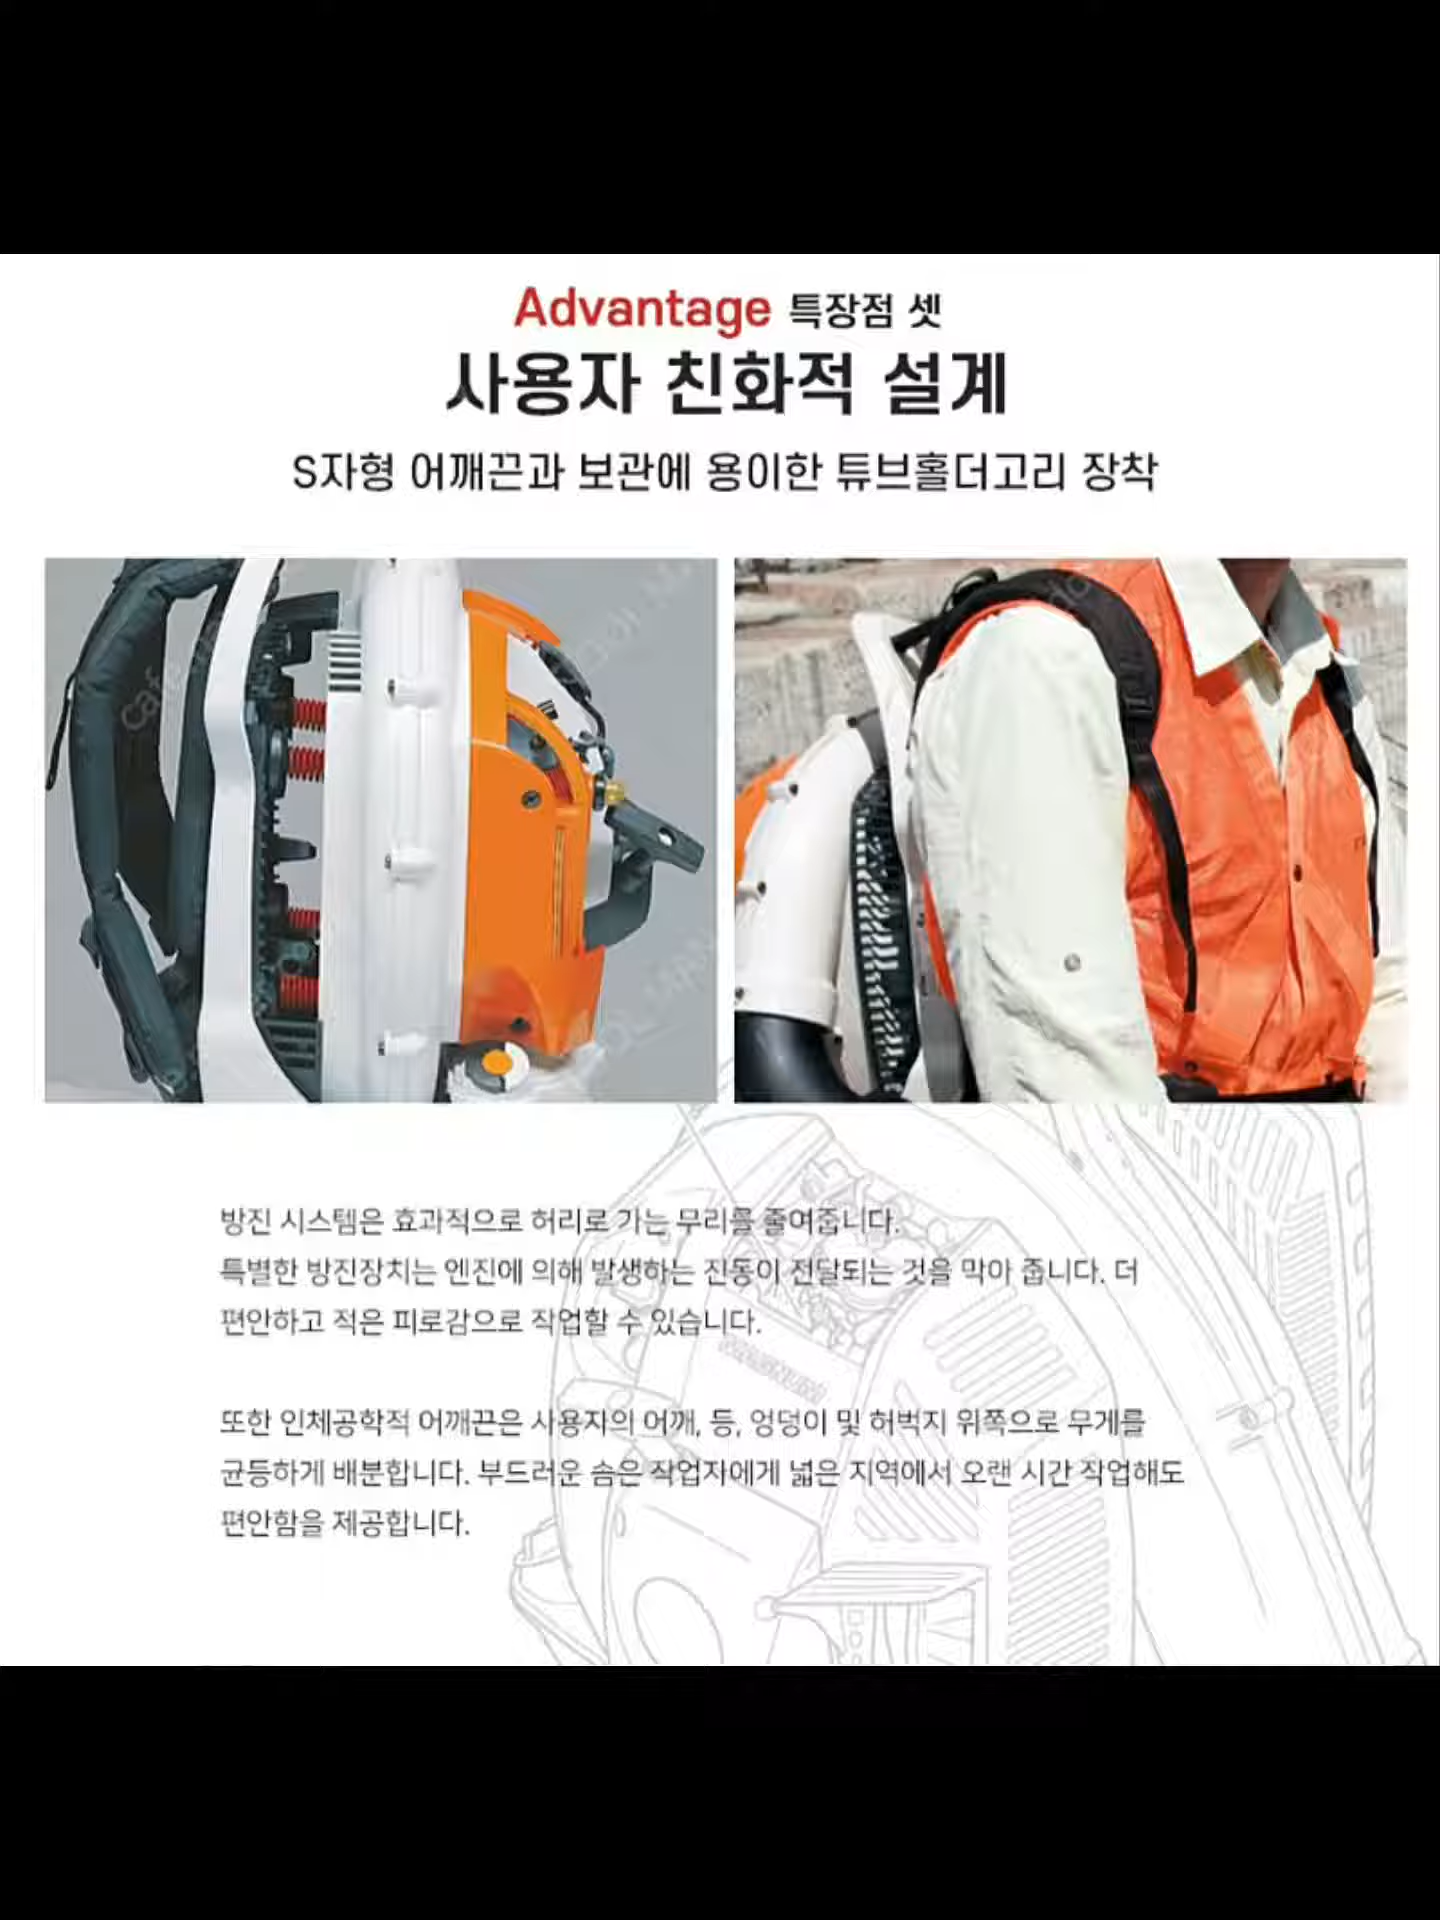 Advantage 특장점 셋
사용자 친화적 설계
S자형 어깨끈과 보관에 용이한 튜브홀더고리 장착
방진 시스템은 효과적으로 허리로 가는 무리를 줄여줍니다.
특별한 방진장치는 엔진에 의해 발생하는 진동이 전달되는 것을 막아 줍니다. 더
편안하고 적은 피로감으로 작업할 수 있습니다.
또한 인체공학적 어깨끈은 사용자의 어깨, 등, 엉덩이 및 허벅지 위쪽으로 무게를
균등하게 배분합니다. 부드러운 솜은 작업자에게 넓은 지역에서 오랜 시간 작업해도
편안함을 제공합니다.